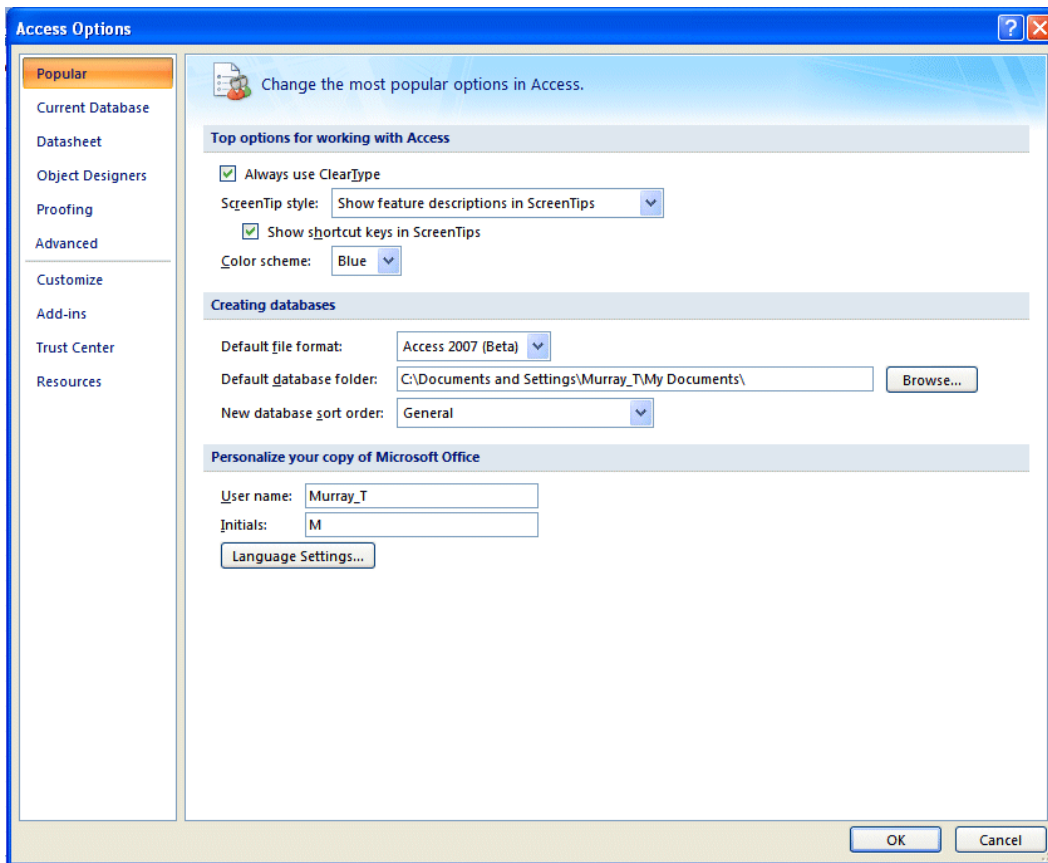 Access Options
Popular
Current Database
Datasheet
Object Designers
Proofing
Advanced
Customize
Add-ins
Trust Center
Resources
Change the most popular options in Access.
Top options for working with Access
Always use ClearType
ScreenTip style: Show feature descriptions in ScreenTips
Show shortcut keys in ScreenTips
Color scheme: Blue
Creating databases
Default file format: Access 2007 (Beta)
Default database folder: C:\Documents and Settings\Murray_T\My Documents\ Browse...
New database sort order: General
Personalize your copy of Microsoft Office
User name: Murray_T
Initials: M
Language Settings...
OK Cancel